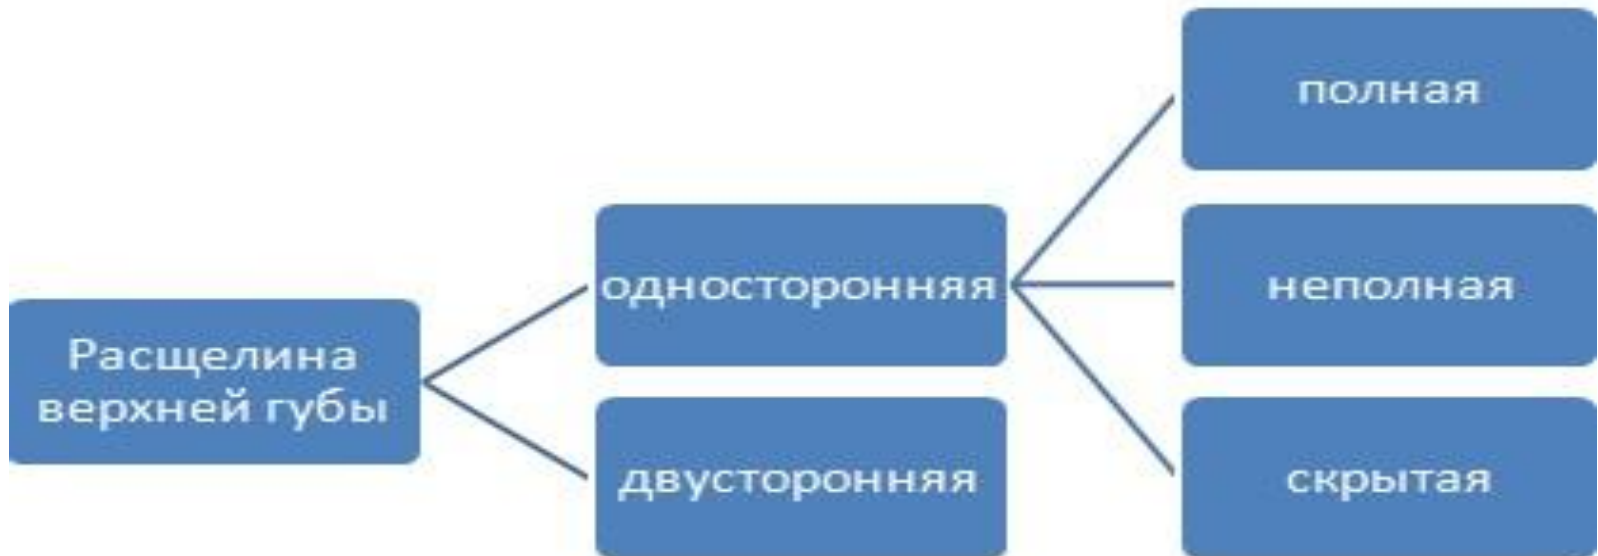 Расщелина
верхней губы
односторонняя
двусторонняя
полная
неполная
скрытая